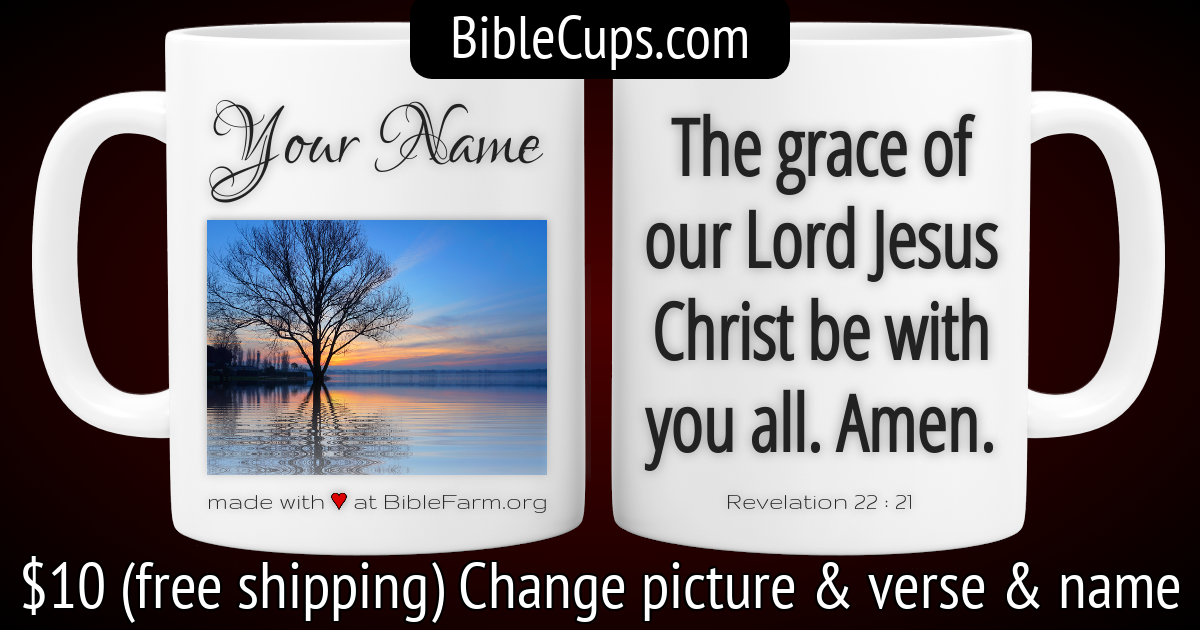 BibleCups.com
Your Name
made with ♥ at BibleFarm.org
The grace of
our Lord Jesus
Christ be with
you all. Amen.
Revelation 22 : 21
$10 (free shipping) Change picture & verse & name